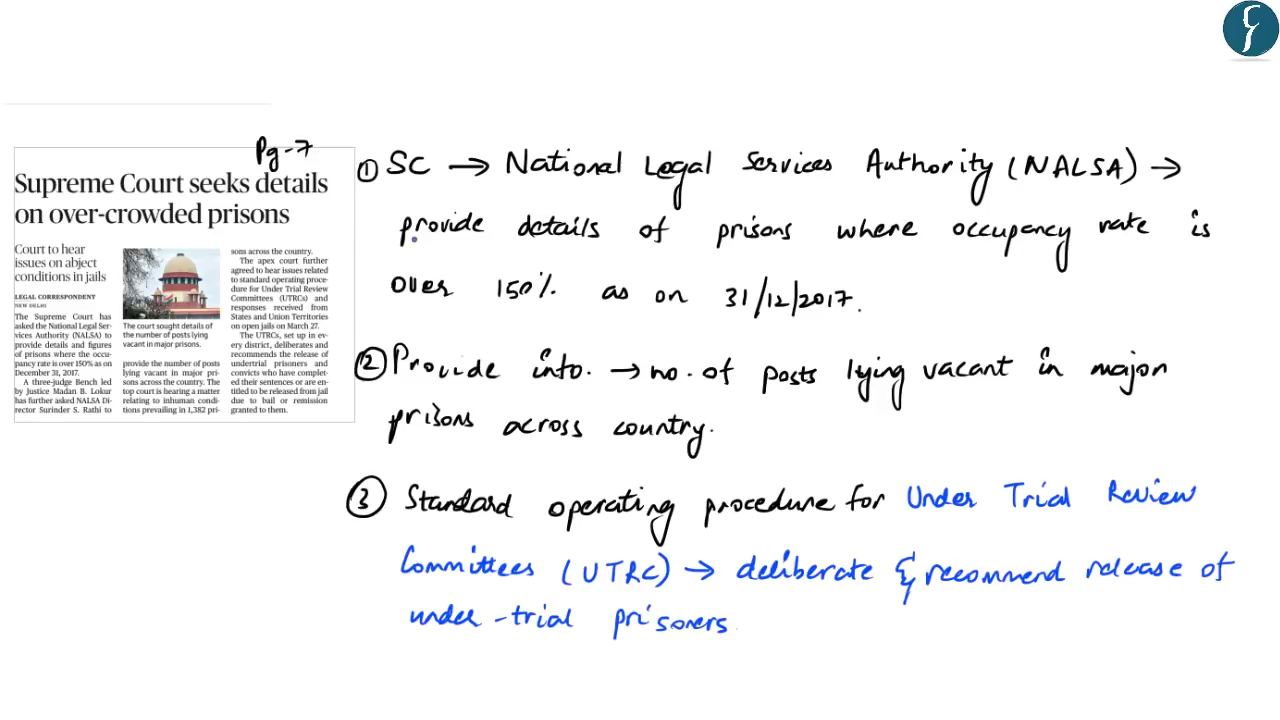 Pg-7
Supreme Court seeks details
on over-crowded prisons
Court to hear
issues on abject
conditions in jails
LEGAL CORRESPONDENT
NEW DELHI
The Supreme Court has
asked the National Legal Ser-
vices Authority (NALSA) to
provide details and figures
of prisons where the occu-
pancy rate is over 150% as on
December 31, 2017.
A three-judge Bench led
by Justice Madan B. Lokur
has further asked NALSA Di-
rector Surinder S. Rathi to
The court sought details of
the number of posts lying
vacant in major prisons.
provide the number of posts
lying vacant in major pri-
sons across the country. The
top court is hearing a matter
relating to inhuman condi-
tions prevailing in 1,382 pri-
sons across the country.
The apex court further
agreed to hear issues related
to standard operating proce-
dure for Under Trial Review
Committees (UTRCs) and
responses received from
States and Union Territories
on open jails on March 27.
The UTRCs, set up in ev-
ery district, deliberates and
recommends the release of
undertrial prisoners and
convicts who have complet-
ed their sentences or are en-
titled to be released from jail
due to bail or remission
granted to them.
① SC → National Legal Services Authority (NALSA) →
provide details of prisons where occupancy rate is
over 150% as on 31/12/2017.
② Provide info. → no. of posts lying vacant in major
prisons across country.
③ Standard operating procedure for Under Trial Review
Committees (UTRC) → deliberate & recommend release of
under-trial prisoners